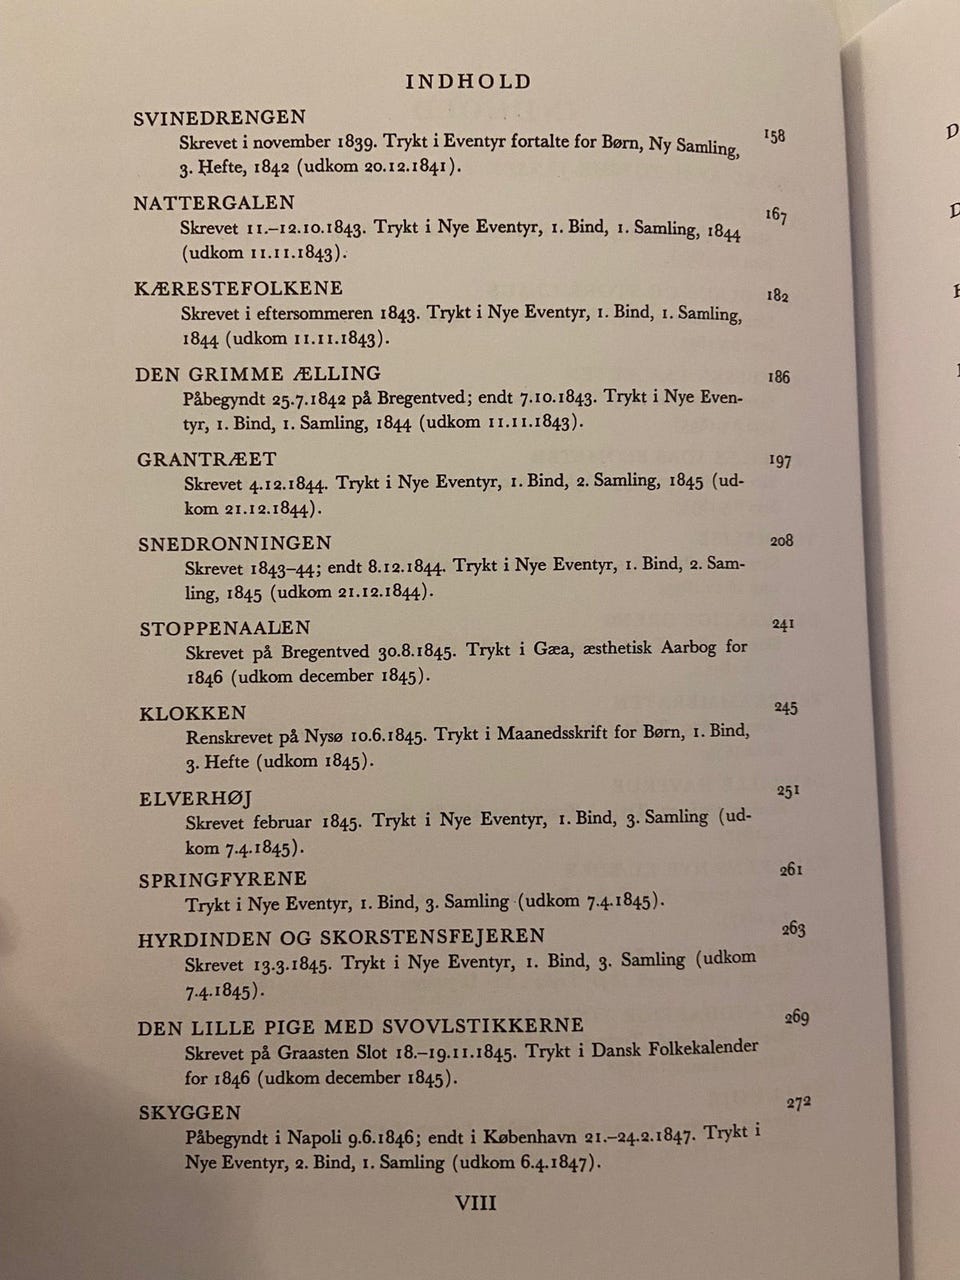 INDHOLD
SVINEDRENGEN 158
Skrevet i november 1839. Trykt i Eventyr fortalte for Børn, Ny Samling,
3. Hefte, 1842 (udkom 20.12.1841).
NATTERGALEN 167
Skrevet 11.–12.10.1843. Trykt i Nye Eventyr, 1. Bind, 1. Samling, 1844
(udkom 11.11.1843).
KÆRESTEFOLKENE 182
Skrevet i eftersommeren 1843. Trykt i Nye Eventyr, 1. Bind, 1. Samling,
1844 (udkom 11.11.1843).
DEN GRIMME ÆLLING 186
Påbegyndt 25.7.1842 på Bregentved; endt 7.10.1843. Trykt i Nye Even-
tyr, 1. Bind, 1. Samling, 1844 (udkom 11.11.1843).
GRANTRÆET 197
Skrevet 4.12.1844. Trykt i Nye Eventyr, 1. Bind, 2. Samling, 1845 (ud-
kom 21.12.1844).
SNEDRONNINGEN 208
Skrevet 1843–44; endt 8.12.1844. Trykt i Nye Eventyr, 1. Bind, 2. Sam-
ling, 1845 (udkom 21.12.1844).
STOPPENAALEN 241
Skrevet på Bregentved 30.8.1845. Trykt i Gæa, æsthetisk Aarbog for
1846 (udkom december 1845).
KLOKKEN 245
Renskrevet på Nysø 10.6.1845. Trykt i Maanedsskrift for Børn, 1. Bind,
3. Hefte (udkom 1845).
ELVERHØJ 251
Skrevet februar 1845. Trykt i Nye Eventyr, 1. Bind, 3. Samling (ud-
kom 7.4.1845).
SPRINGFYRENE 261
Trykt i Nye Eventyr, 1. Bind, 3. Samling (udkom 7.4.1845).
HYRDINDEN OG SKORSTENSFEJEREN 263
Skrevet 13.3.1845. Trykt i Nye Eventyr, 1. Bind, 3. Samling (udkom
7.4.1845).
DEN LILLE PIGE MED SVOVLSTIKKERNE 269
Skrevet på Graasten Slot 18.–19.11.1845. Trykt i Dansk Folkekalender
for 1846 (udkom december 1845).
SKYGGEN 272
Påbegyndt i Napoli 9.6.1846; endt i København 21.–24.2.1847. Trykt i
Nye Eventyr, 2. Bind, 1. Samling (udkom 6.4.1847).
VIII